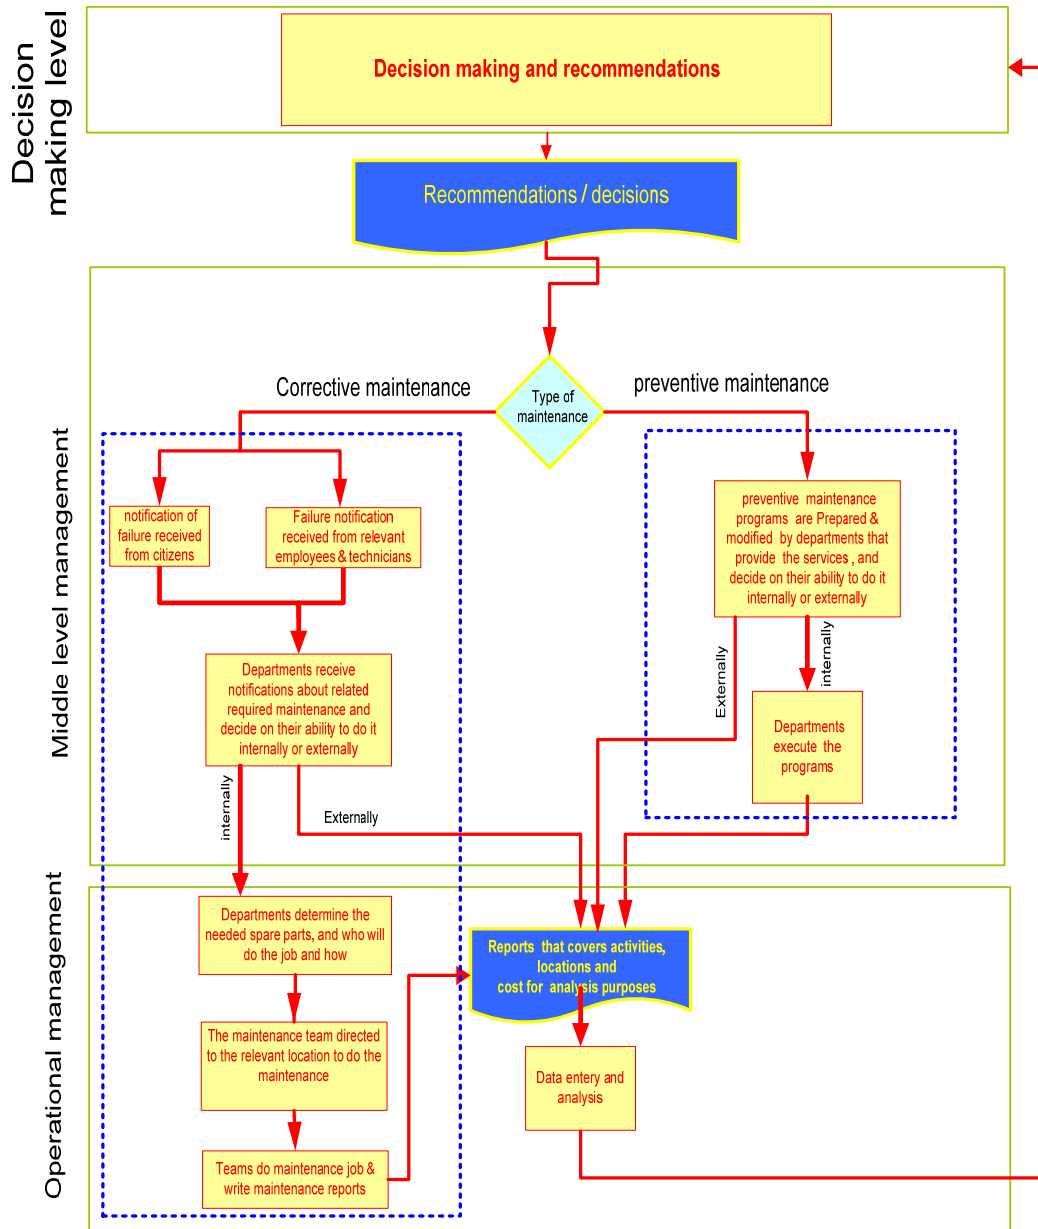 Decision
making level
Decision making and recommendations
Recommendations / decisions
Middle level management
Type of
maintenance
Corrective maintenance
preventive maintenance
notification of
failure received
from citizens
Failure notification
received from relevant
employees & technicians
preventive maintenance
programs are Prepared &
modified by departments that
provide the services , and
decide on their ability to do it
internally or externally
Departments receive
notifications about related
required maintenance and
decide on their ability to do it
internally or externally
Externally
internally
Departments
execute the
programs
internally
Externally
Operational management
Departments determine the
needed spare parts, and who will
do the job and how
Reports that covers activities,
locations and
cost for analysis purposes
The maintenance team directed
to the relevant location to do the
maintenance
Data entery and
analysis
Teams do maintenance job &
write maintenance reports